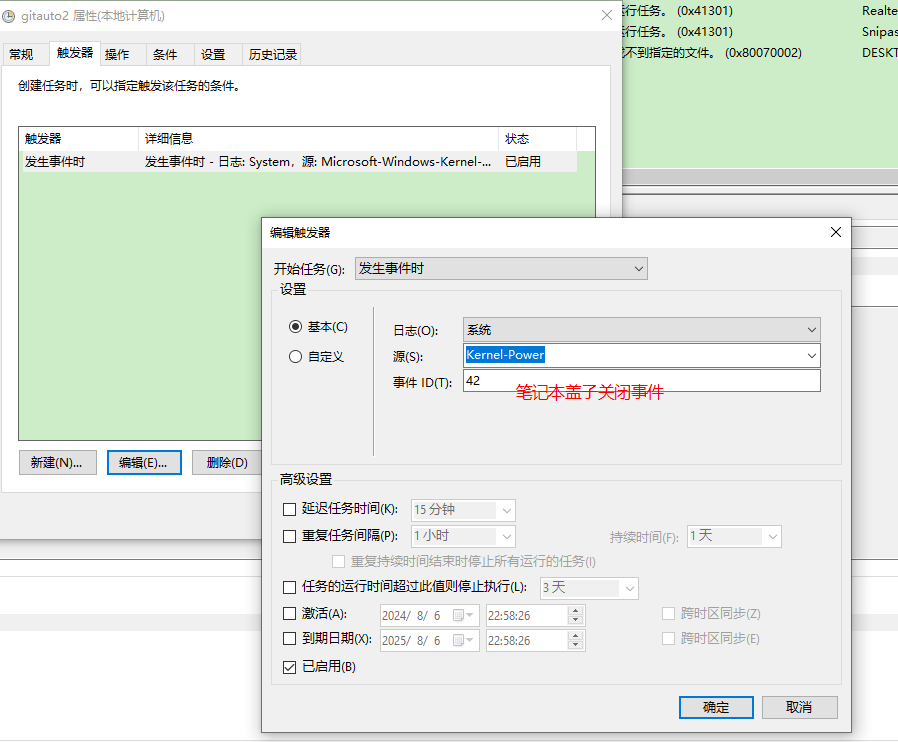 gitauto2 属性(本地计算机)
运行任务。 (0x41301)
Realte
运行任务。 (0x41301)
Snipas
找不到指定的文件。 (0x80070002)
DESKT
常规 触发器 操作 条件 设置 历史记录
创建任务时，可以指定触发该任务的条件。
触发器 详细信息 状态
发生事件时 发生事件时 - 日志: System，源: Microsoft-Windows-Kernel-... 已启用
新建(N)... 编辑(E)... 删除(D)
编辑触发器
开始任务(G): 发生事件时
设置
基本(C)
自定义
日志(O): 系统
源(S): Kernel-Power
事件 ID(T): 42
笔记本盖子关闭事件
高级设置
延迟任务时间(K): 15 分钟
重复任务间隔(P): 1 小时 持续时间(F): 1 天
重复持续时间结束时停止所有运行的任务(I)
任务的运行时间超过此值则停止执行(L): 3 天
激活(A): 2024/ 8/ 6 22:58:26 跨时区同步(Z)
到期日期(X): 2025/ 8/ 6 22:58:26 跨时区同步(E)
已启用(B)
确定 取消